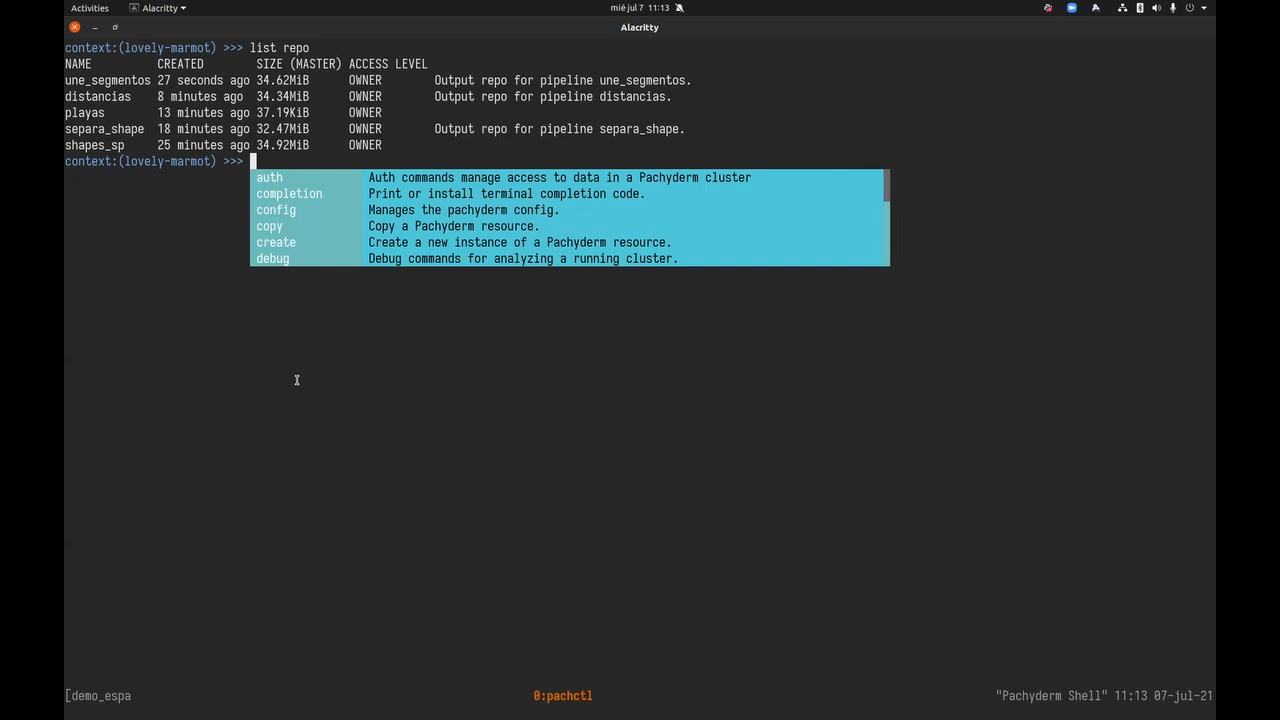 Activities Alacritty mié jul 7 11:13
Alacritty
context:(lovely-marmot) >>> list repo
NAME CREATED SIZE (MASTER) ACCESS LEVEL
une_segmentos 27 seconds ago 34.62MiB OWNER Output repo for pipeline une_segmentos.
distancias 8 minutes ago 34.34MiB OWNER Output repo for pipeline distancias.
playas 13 minutes ago 37.19KiB OWNER
separa_shape 18 minutes ago 32.47MiB OWNER Output repo for pipeline separa_shape.
shapes_sp 25 minutes ago 34.92MiB OWNER
context:(lovely-marmot) >>>
auth Auth commands manage access to data in a Pachyderm cluster
completion Print or install terminal completion code.
config Manages the pachyderm config.
copy Copy a Pachyderm resource.
create Create a new instance of a Pachyderm resource.
debug Debug commands for analyzing a running cluster.
[demo_espa 0:pachctl "Pachyderm Shell" 11:13 07-jul-21